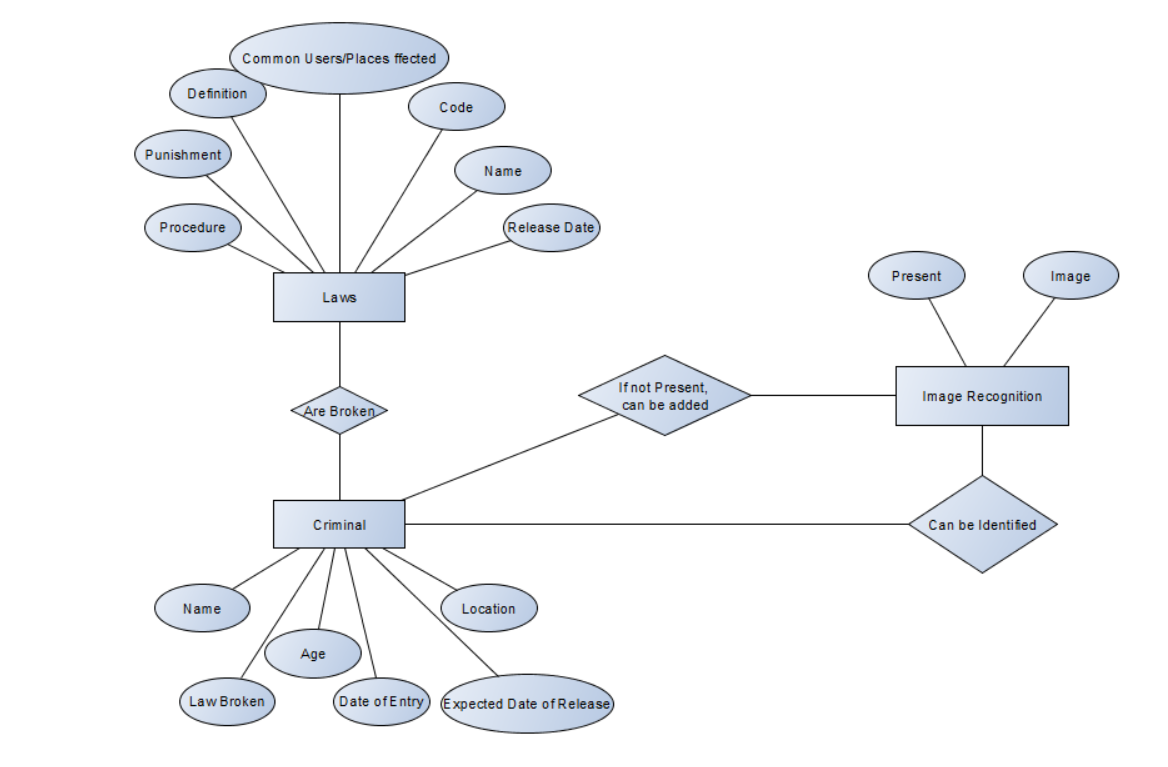 Common Users/Places ffected
Definition
Code
Punishment
Name
Procedure
Release Date
Laws
Present
Image
If not Present,
can be added
Image Recognition
Are Broken
Criminal
Can be Identified
Name
Location
Age
Law Broken
Date of Entry
Expected Date of Release